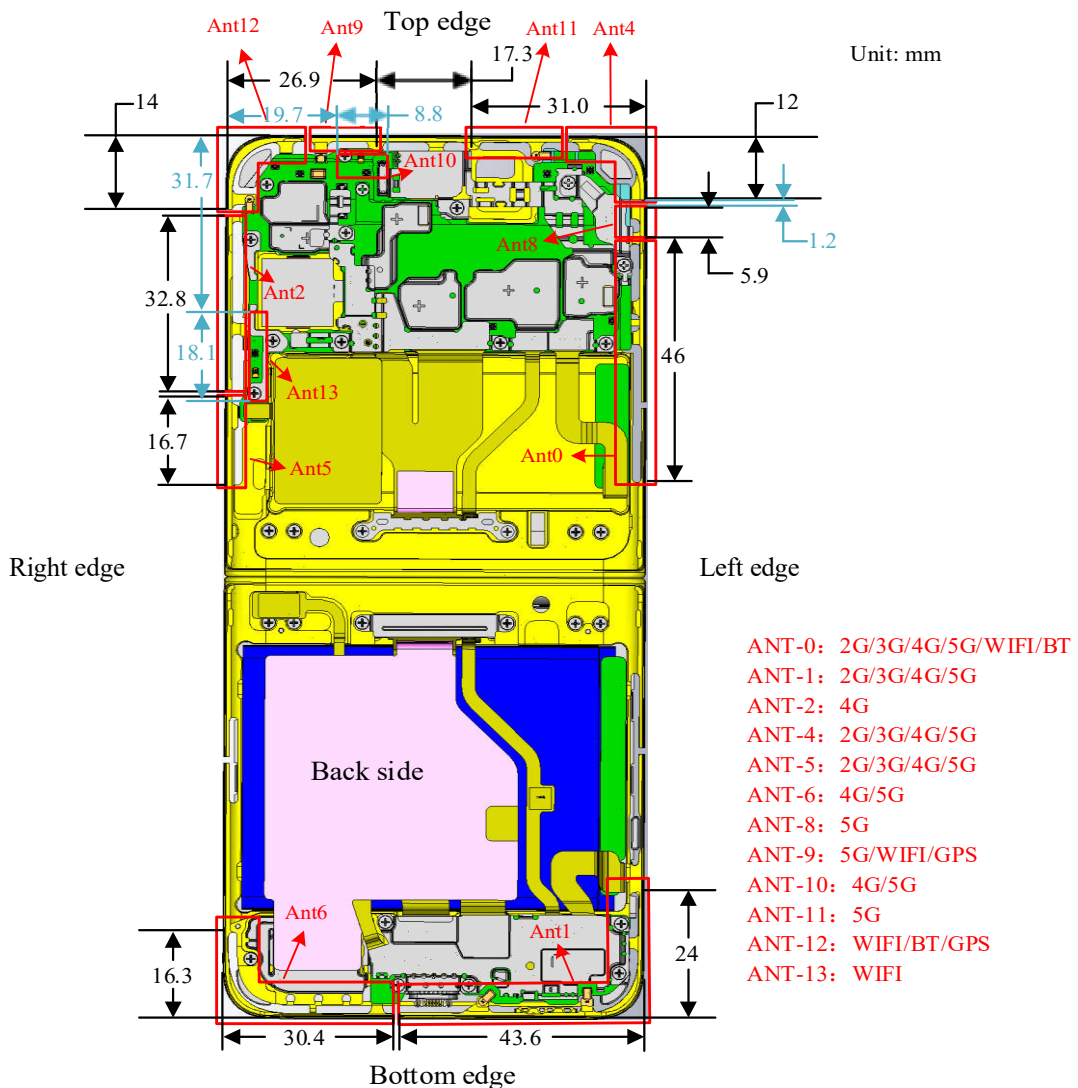 Top edge
Ant12
Ant9
Ant11
Ant4
Unit: mm
17.3
26.9
31.0
14
12
19.7
8.8
Ant10
31.7
1.2
Ant8
5.9
Ant2
32.8
18.1
46
Ant13
16.7
Ant5
Ant0
Right edge
Left edge
ANT-0：2G/3G/4G/5G/WIFI/BT
ANT-1：2G/3G/4G/5G
ANT-2：4G
ANT-4：2G/3G/4G/5G
ANT-5：2G/3G/4G/5G
ANT-6：4G/5G
ANT-8：5G
ANT-9：5G/WIFI/GPS
ANT-10：4G/5G
ANT-11：5G
ANT-12：WIFI/BT/GPS
ANT-13：WIFI
Back side
Ant6
Ant1
16.3
24
30.4
43.6
Bottom edge